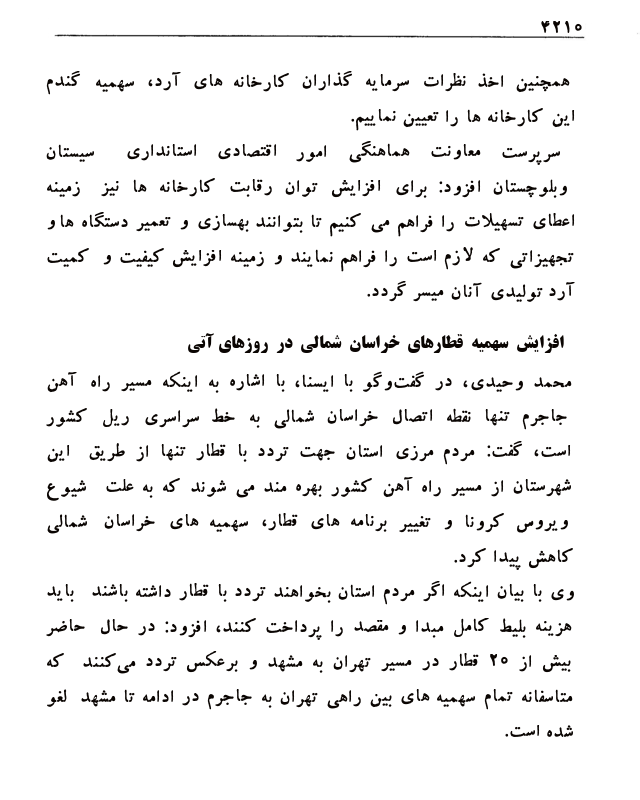 ۴۲۱۰
همچنین اخذ نظرات سرمایه گذاران کارخانه های آرد، سهمیه گندم
این کارخانه ها را تعیین نماییم.
سرپرست معاونت هماهنگی امور اقتصادی استانداری سیستان
وبلوچستان افزود: برای افزایش توان رقابت کارخانه ها نیز زمینه
اعطای تسهیلات را فراهم می کنیم تا بتوانند بهسازی و تعمیر دستگاه ها و
تجهیزاتی که لازم است را فراهم نمایند و زمینه افزایش کیفیت و کمیت
آرد تولیدی آنان میسر گردد.
افزایش سهمیه قطارهای خراسان شمالی در روزهای آتی
محمد وحیدی، در گفت‌وگو با ایسنا، با اشاره به اینکه مسیر راه آهن
جاجرم تنها نقطه اتصال خراسان شمالی به خط سراسری ریل کشور
است، گفت: مردم مرزی استان جهت تردد با قطار تنها از طریق این
شهرستان از مسیر راه آهن کشور بهره مند می شوند که به علت شیوع
ویروس کرونا و تغییر برنامه های قطار، سهمیه های خراسان شمالی
کاهش پیدا کرد.
وی با بیان اینکه اگر مردم استان بخواهند تردد با قطار داشته باشند باید
هزینه بلیط کامل مبدا و مقصد را پرداخت کنند، افزود: در حال حاضر
بیش از ۲۵ قطار در مسیر تهران به مشهد و برعکس تردد می‌کنند که
متاسفانه تمام سهمیه های بین راهی تهران به جاجرم در ادامه تا مشهد لغو
شده است.